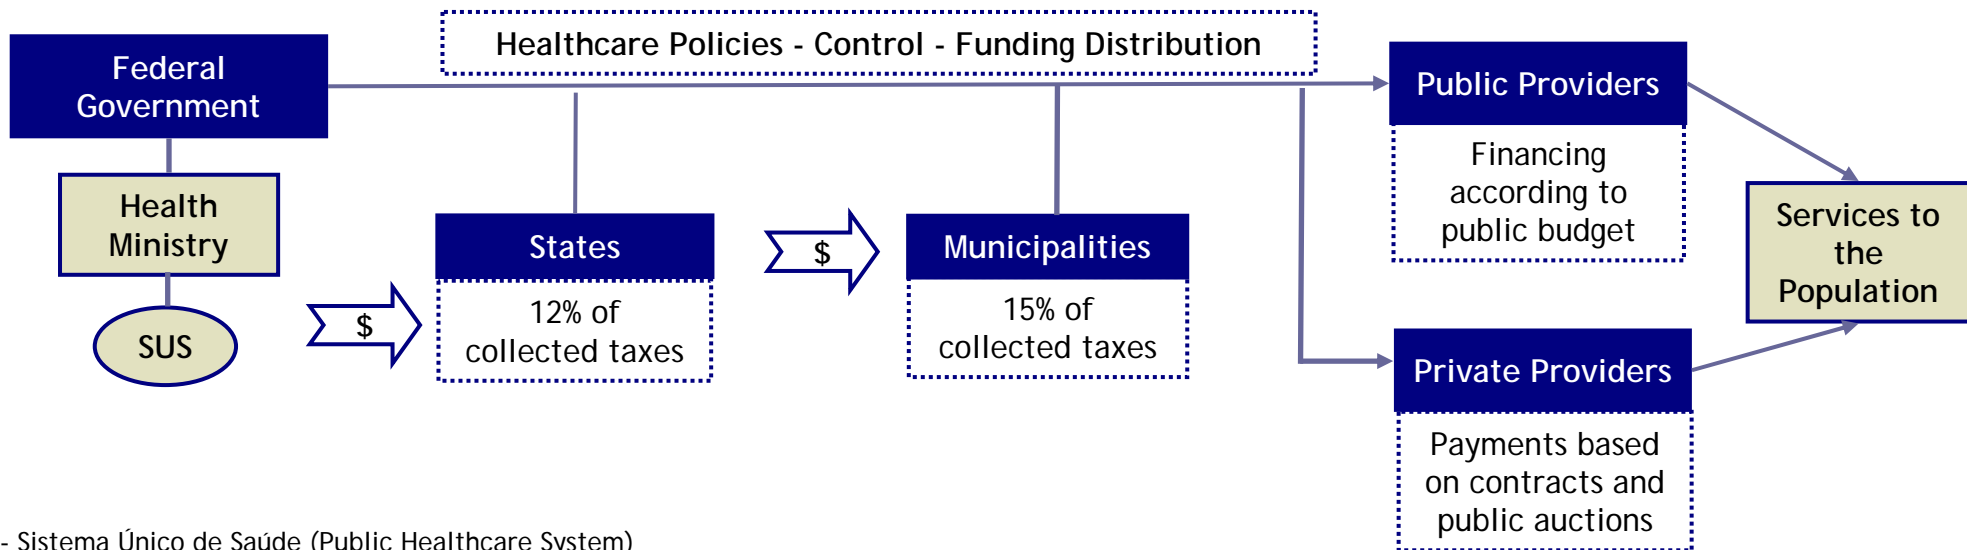 Healthcare Policies - Control - Funding Distribution
Federal
Government
Health
Ministry
SUS
$
States
12% of
collected taxes
$
Municipalities
15% of
collected taxes
Public Providers
Financing
according to
public budget
Private Providers
Payments based
on contracts and
public auctions
Services to
the
Population
- Sistema Único de Saúde (Public Healthcare System)